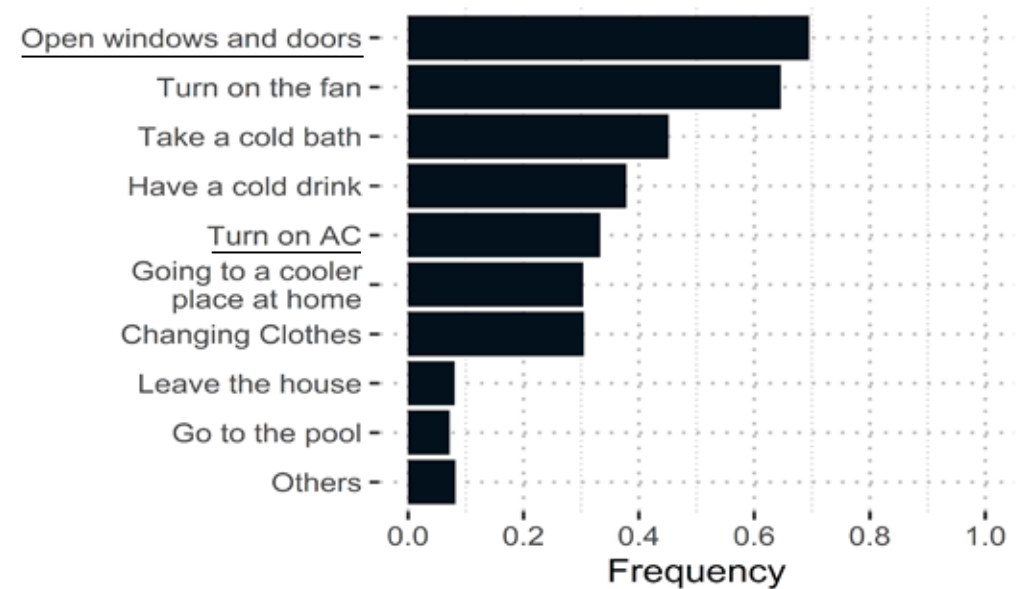 Open windows and doors
Turn on the fan
Take a cold bath
Have a cold drink
Turn on AC
Going to a cooler
place at home
Changing Clothes
Leave the house
Go to the pool
Others
0.0 0.2 0.4 0.6 0.8 1.0
Frequency